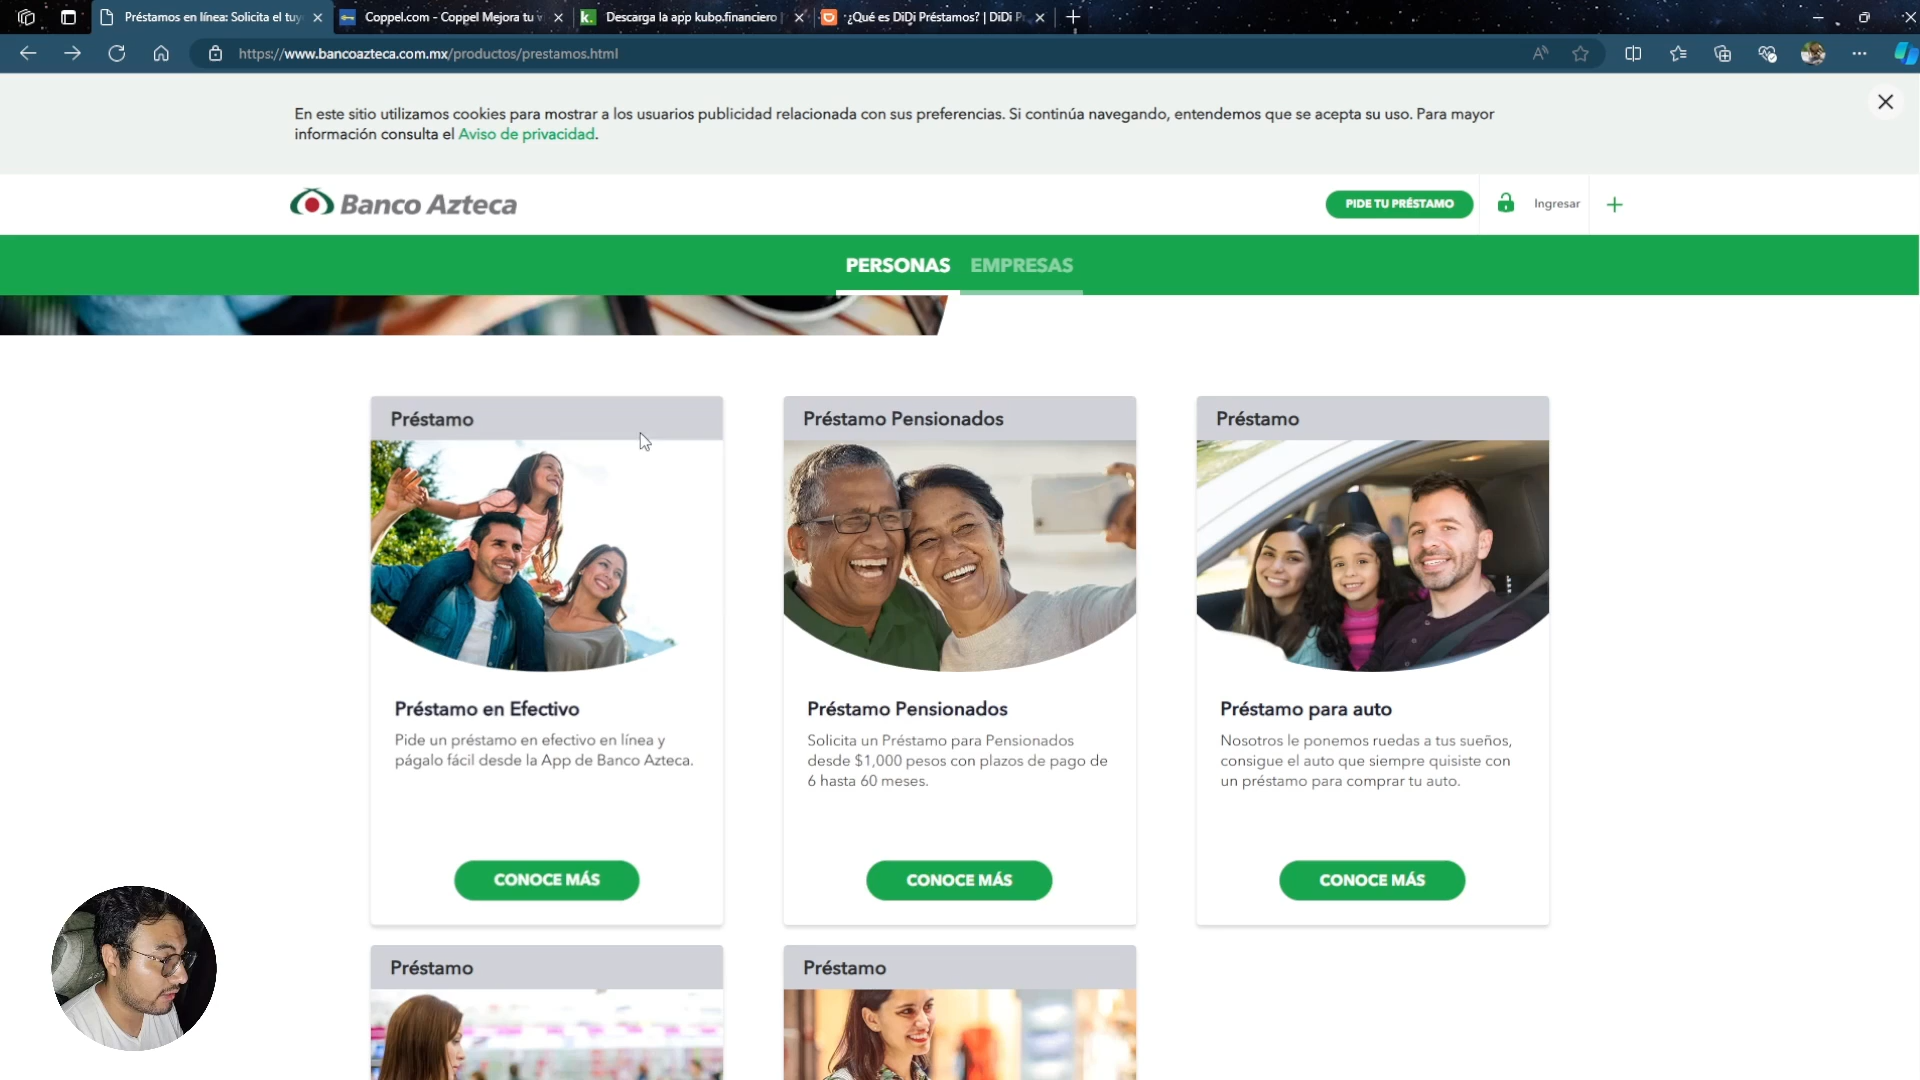 Préstamos en línea: Solicita el tuy
Coppel.com - Coppel Mejora tu v
Descarga la app kubo.financiero
¿Qué es DiDi Préstamos? | DiDi P
https://www.bancoazteca.com.mx/productos/prestamos.html
En este sitio utilizamos cookies para mostrar a los usuarios publicidad relacionada con sus preferencias. Si continúa navegando, entendemos que se acepta su uso. Para mayor
información consulta el Aviso de privacidad.
Banco Azteca
PIDE TU PRÉSTAMO
Ingresar
PERSONAS
EMPRESAS
Préstamo
Préstamo en Efectivo
Pide un préstamo en efectivo en línea y
págalo fácil desde la App de Banco Azteca.
CONOCE MÁS
Préstamo Pensionados
Préstamo Pensionados
Solicita un Préstamo para Pensionados
desde $1,000 pesos con plazos de pago de
6 hasta 60 meses.
CONOCE MÁS
Préstamo
Préstamo para auto
Nosotros le ponemos ruedas a tus sueños,
consigue el auto que siempre quisiste con
un préstamo para comprar tu auto.
CONOCE MÁS
Préstamo
Préstamo